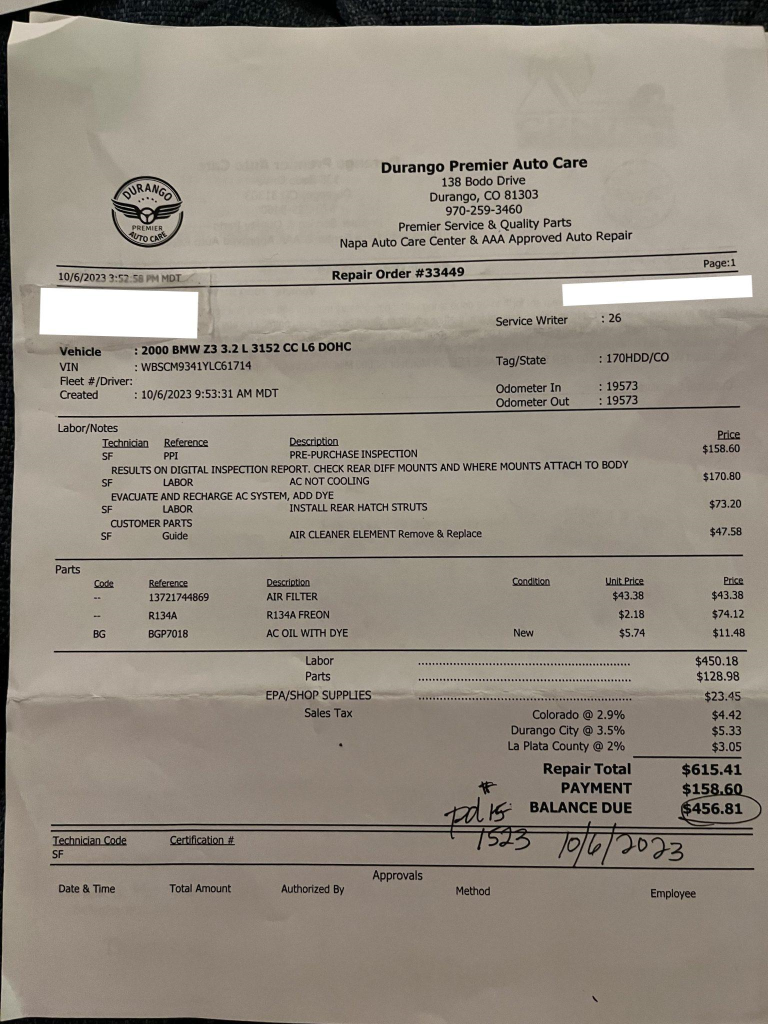 DURANGO
PREMIER
AUTO CARE
Durango Premier Auto Care
138 Bodo Drive
Durango, CO 81303
970-259-3460
Premier Service & Quality Parts
Napa Auto Care Center & AAA Approved Auto Repair
10/6/2023 3:52:58 PM MDT Repair Order #33449 Page:1
Service Writer : 26
Vehicle : 2000 BMW Z3 3.2 L 3152 CC L6 DOHC
VIN : WBSCM9341YLC61714 Tag/State : 170HDD/CO
Fleet #/Driver:
Created : 10/6/2023 9:53:31 AM MDT Odometer In : 19573
Odometer Out : 19573
Labor/Notes
Technician Reference Description Price
SF PPI PRE-PURCHASE INSPECTION $158.60
RESULTS ON DIGITAL INSPECTION REPORT. CHECK REAR DIFF MOUNTS AND WHERE MOUNTS ATTACH TO BODY
SF LABOR AC NOT COOLING $170.80
EVACUATE AND RECHARGE AC SYSTEM, ADD DYE
SF LABOR INSTALL REAR HATCH STRUTS $73.20
CUSTOMER PARTS
SF Guide AIR CLEANER ELEMENT Remove & Replace $47.58
Parts
Code Reference Description Condition Unit Price Price
-- 13721744869 AIR FILTER $43.38 $43.38
-- R134A R134A FREON $2.18 $74.12
BG BGP7018 AC OIL WITH DYE New $5.74 $11.48
Labor $450.18
Parts $128.98
EPA/SHOP SUPPLIES $23.45
Sales Tax Colorado @ 2.9% $4.42
Durango City @ 3.5% $5.33
La Plata County @ 2% $3.05
Repair Total $615.41
PAYMENT $158.60
BALANCE DUE $456.81
#
1523 10/6/2023
Technician Code Certification #
SF
Approvals
Date & Time Total Amount Authorized By Method Employee